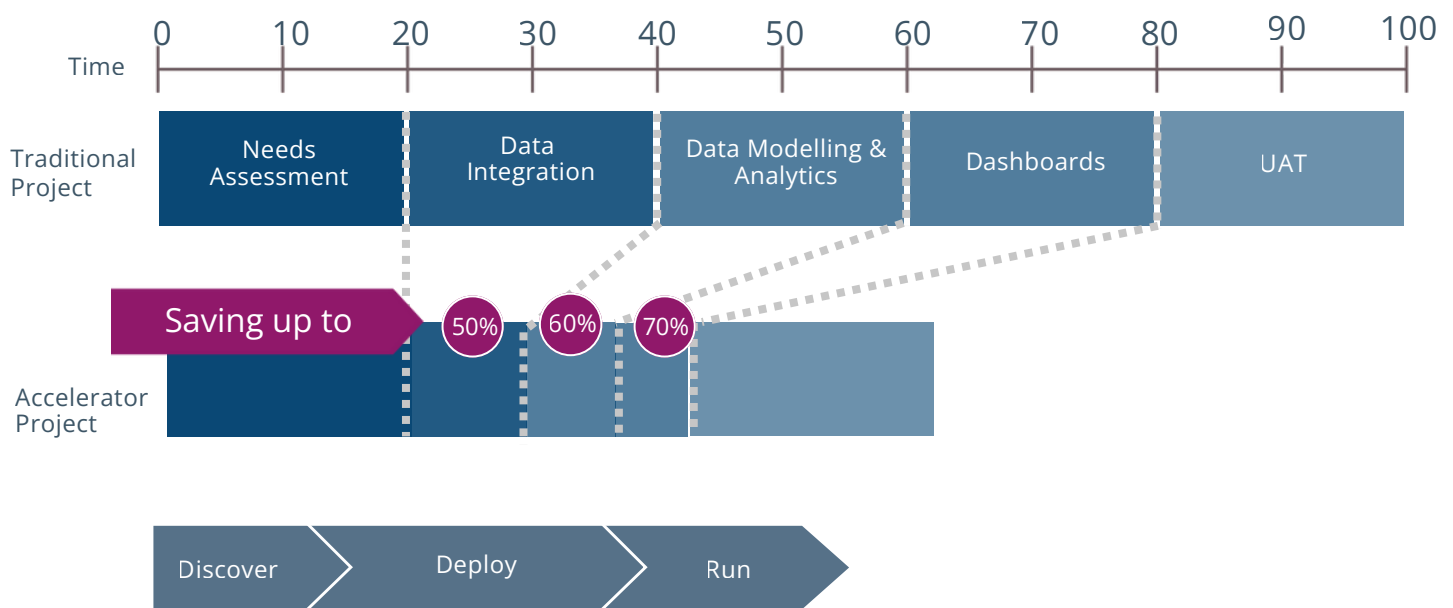 0 10 20 30 40 50 60 70 80 90 100
Time
Traditional
Project
Needs
Assessment
Data
Integration
Data Modelling &
Analytics
Dashboards
UAT
Saving up to
50%
60%
70%
Accelerator
Project
Discover
Deploy
Run